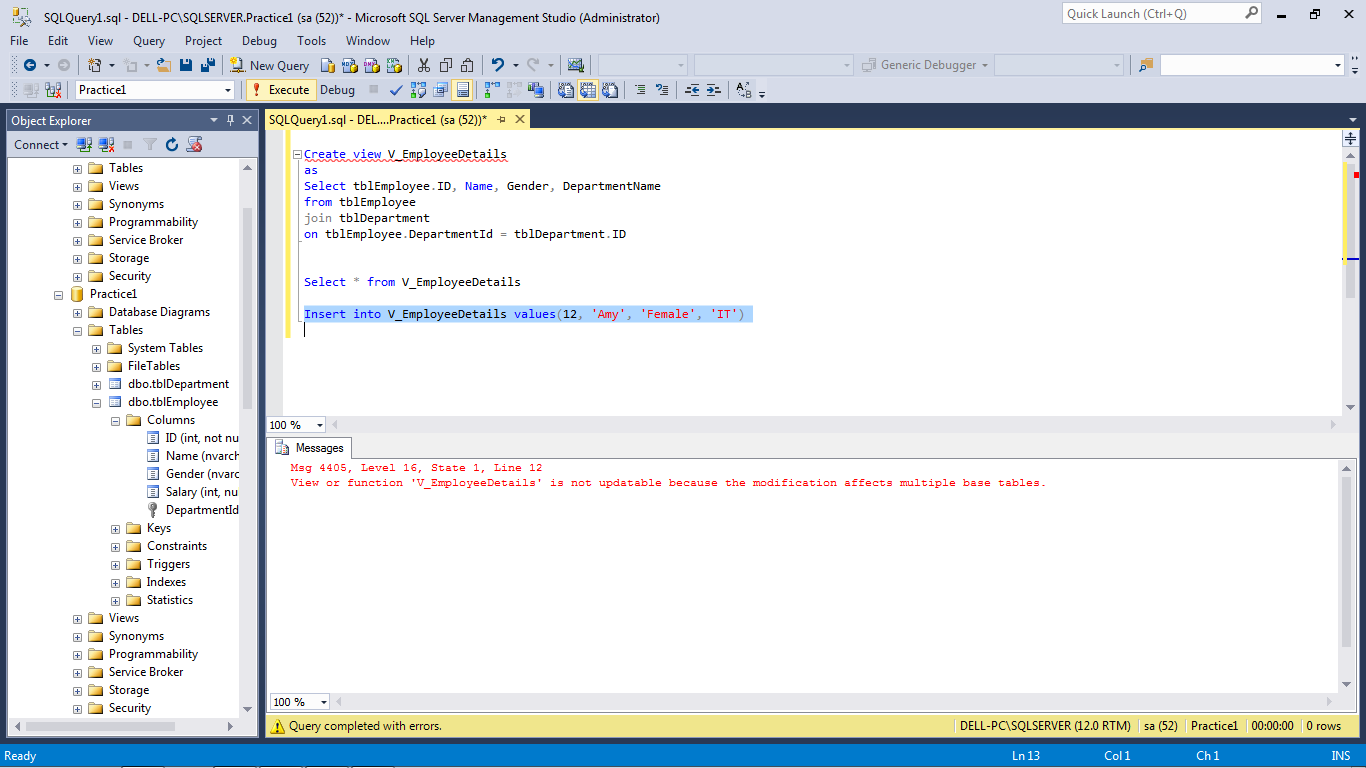 SQLQuery1.sql - DELL-PC\SQLSERVER.Practice1 (sa (52))* - Microsoft SQL Server Management Studio (Administrator)
Quick Launch (Ctrl+Q)
File Edit View Query Project Debug Tools Window Help
New Query
Generic Debugger
Practice1
Execute Debug
Object Explorer
Connect
Tables
Views
Synonyms
Programmability
Service Broker
Storage
Security
Practice1
Database Diagrams
Tables
System Tables
FileTables
dbo.tblDepartment
dbo.tblEmployee
Columns
ID (int, not nu
Name (nvarch
Gender (nvarc
Salary (int, nu
DepartmentId
Keys
Constraints
Triggers
Indexes
Statistics
Views
Synonyms
Programmability
Service Broker
Storage
Security
SQLQuery1.sql - DEL....Practice1 (sa (52))*
Create view V_EmployeeDetails
as
Select tblEmployee.ID, Name, Gender, DepartmentName
from tblEmployee
join tblDepartment
on tblEmployee.DepartmentId = tblDepartment.ID
Select * from V_EmployeeDetails
Insert into V_EmployeeDetails values(12, 'Amy', 'Female', 'IT')
100 %
Messages
Msg 4405, Level 16, State 1, Line 12
View or function 'V_EmployeeDetails' is not updatable because the modification affects multiple base tables.
100 %
Query completed with errors.
DELL-PC\SQLSERVER (12.0 RTM) sa (52) Practice1 00:00:00 0 rows
Ready
Ln 13 Col 1 Ch 1 INS